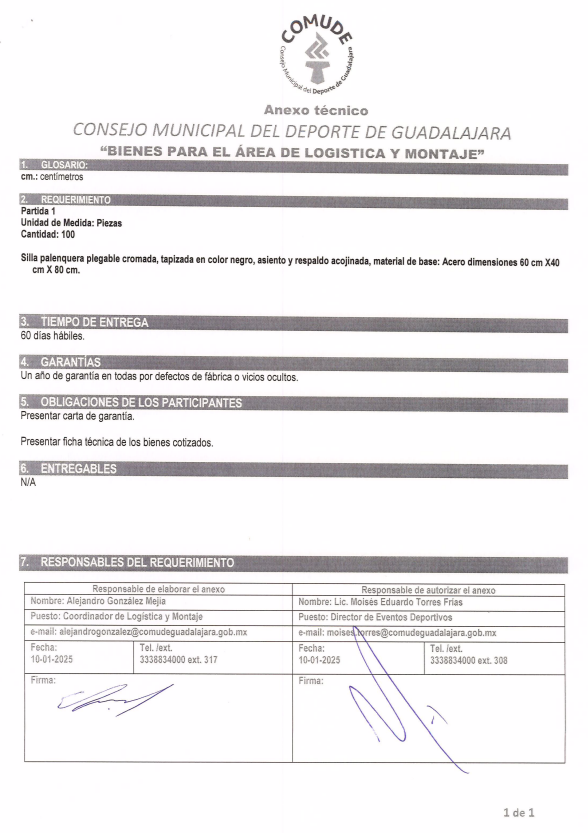 COMUDE
Consejo Municipal del Deporte de Guadalajara
Anexo técnico
CONSEJO MUNICIPAL DEL DEPORTE DE GUADALAJARA
“BIENES PARA EL ÁREA DE LOGISTICA Y MONTAJE”
1. GLOSARIO:
cm.: centímetros
2. REQUERIMIENTO
Partida 1
Unidad de Medida: Piezas
Cantidad: 100
Silla palenquera plegable cromada, tapizada en color negro, asiento y respaldo acojinada, material de base: Acero dimensiones 60 cm X40
cm X 80 cm.
3. TIEMPO DE ENTREGA
60 días hábiles.
4. GARANTÍAS
Un año de garantía en todas por defectos de fábrica o vicios ocultos.
5. OBLIGACIONES DE LOS PARTICIPANTES
Presentar carta de garantía.
Presentar ficha técnica de los bienes cotizados.
6. ENTREGABLES
N/A
7. RESPONSABLES DEL REQUERIMIENTO
Responsable de elaborar el anexo
Nombre: Alejandro González Mejía
Puesto: Coordinador de Logística y Montaje
e-mail: alejandrogonzalez@comudeguadalajara.gob.mx
Fecha:
10-01-2025
Tel. /ext.
3338834000 ext. 317
Firma:
Responsable de autorizar el anexo
Nombre: Lic. Moisés Eduardo Torres Frías
Puesto: Director de Eventos Deportivos
e-mail: moises.torres@comudeguadalajara.gob.mx
Fecha:
10-01-2025
Tel. /ext.
3338834000 ext. 308
Firma:
1 de 1